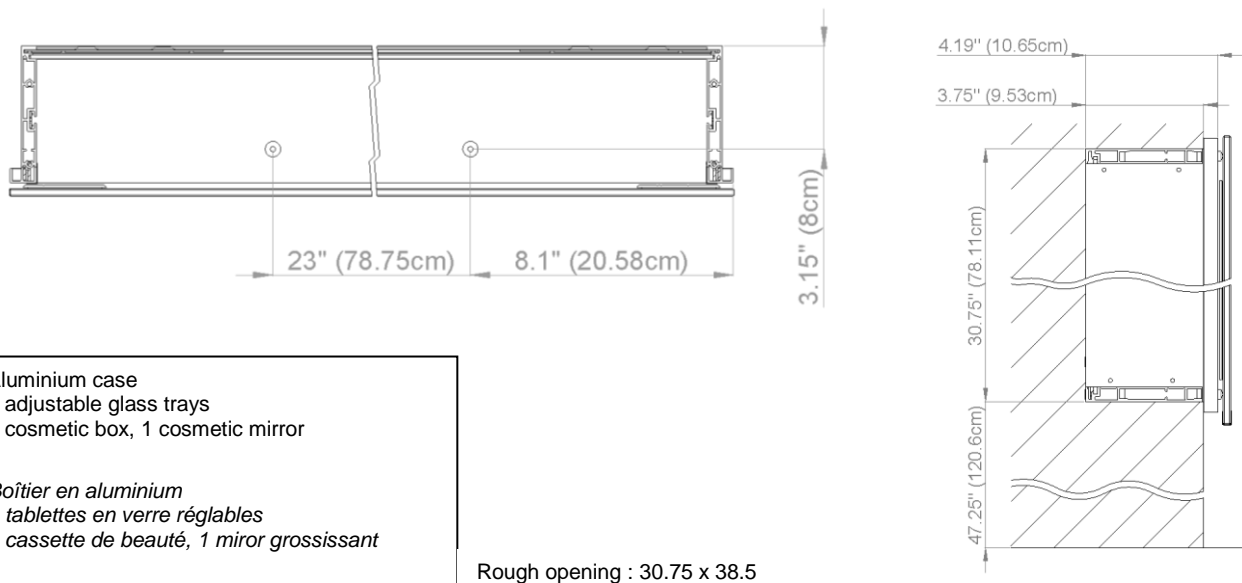 4.19" (10.65cm)
3.75" (9.53cm)
23" (78.75cm)
8.1" (20.58cm)
3.15" (8cm)
30.75" (78.11cm)
47.25" (120.6cm)
adjustable glass trays
cosmetic box, 1 cosmetic mirror
en aluminium
tablettes en verre réglables
cassette de beauté, 1 miror grossissant
Rough opening : 30.75 x 38.5
case